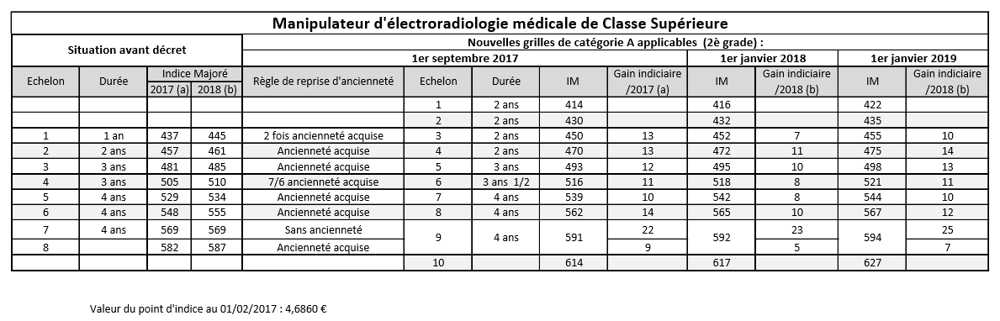 Manipulateur d'électroradiologie médicale de Classe Supérieure
Situation avant décret
Nouvelles grilles de catégorie A applicables (2è grade) :
1er septembre 2017 1er janvier 2018 1er janvier 2019
Echelon Durée Indice Majoré 2017 (a) 2018 (b) Règle de reprise d'ancienneté Echelon Durée IM Gain indiciaire /2017 (a) IM Gain indiciaire /2018 (b) IM Gain indiciaire /2018 (b)
1 2 ans 414 416 422
2 2 ans 430 432 435
1 1 an 437 445 2 fois ancienneté acquise 3 2 ans 450 13 452 7 455 10
2 2 ans 457 461 Ancienneté acquise 4 2 ans 470 13 472 11 475 14
3 3 ans 481 485 Ancienneté acquise 5 3 ans 493 12 495 10 498 13
4 3 ans 505 510 7/6 ancienneté acquise 6 3 ans 1/2 516 11 518 8 521 11
5 4 ans 529 534 Ancienneté acquise 7 4 ans 539 10 542 8 544 10
6 4 ans 548 555 Ancienneté acquise 8 4 ans 562 14 565 10 567 12
7 4 ans 569 569 Sans ancienneté 9 4 ans 591 22 592 23 594 25
8 582 587 Ancienneté acquise 9 5 7
10 614 617 627
Valeur du point d'indice au 01/02/2017 : 4,6860 €